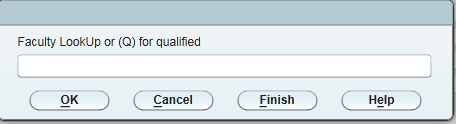 Faculty LookUp or (Q) for qualified
OK Cancel Finish Help